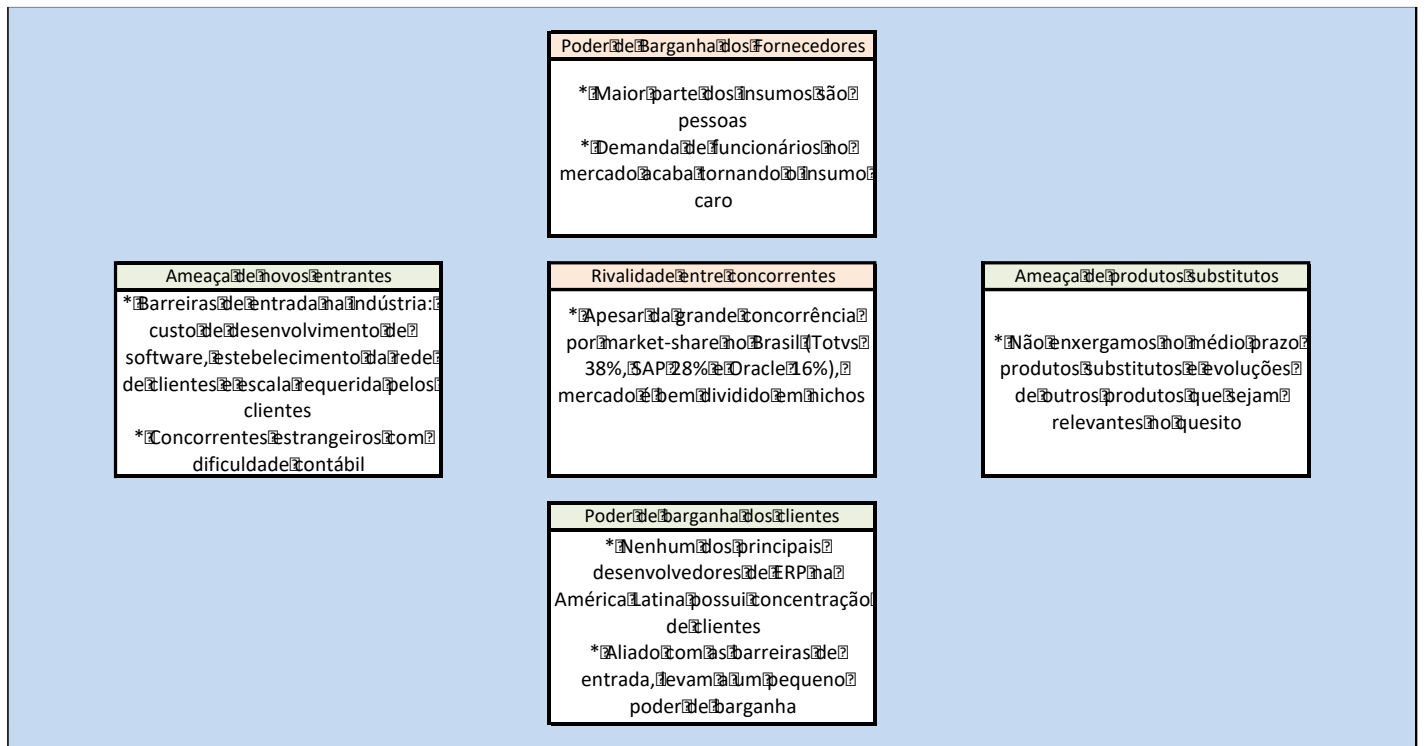 Poder de Barganha dos Fornecedores
* Maior parte dos insumos são
pessoas
* Demanda de funcionários no
mercado acaba tornando o insumo
caro
Ameaça de novos entrantes
* Barreiras de entrada na indústria:
custo de desenvolvimento de
software, estebelecimento da rede
de clientes e escala requerida pelos
clientes
* Concorrentes estrangeiros com
dificuldade contábil
Rivalidade entre concorrentes
* Apesar da grande concorrência
por market-share no Brasil (Totvs
38%, SAP 28% e Oracle 16%),
mercado é bem dividido em nichos
Ameaça de produtos substitutos
* Não enxergamos no médio prazo
produtos substitutos e evoluções
de outros produtos que sejam
relevantes no quesito
Poder de barganha dos clientes
* Nenhum dos principais
desenvolvedores de ERP na
América Latina possui concentração
de clientes
* Aliado com as barreiras de
entrada, levam a um pequeno
poder de barganha